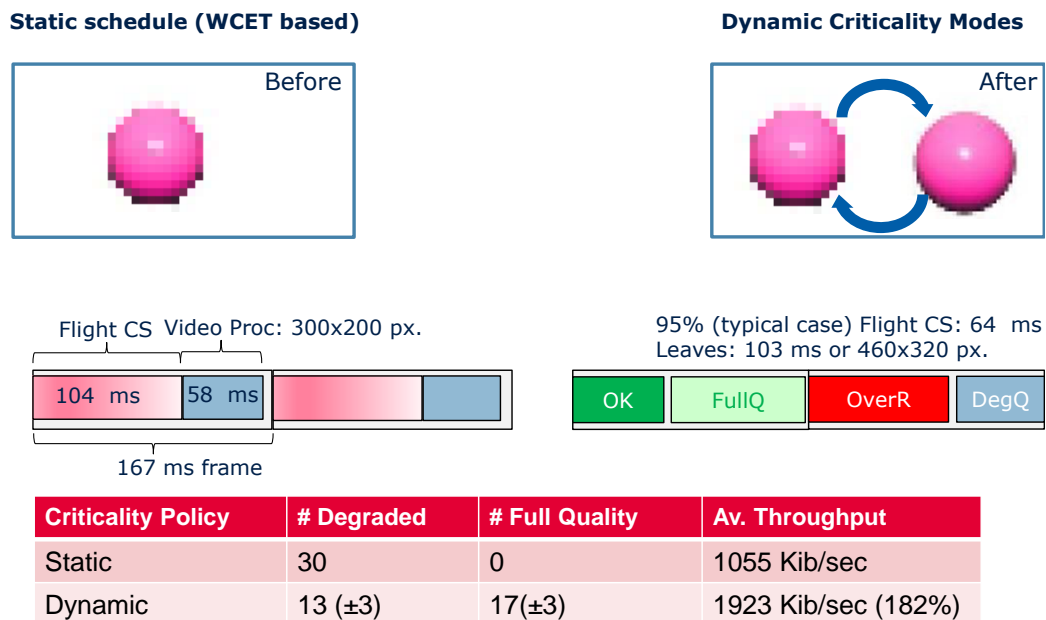 Static schedule (WCET based)
Dynamic Criticality Modes
Before
After
Flight CS Video Proc: 300x200 px.
104 ms 58 ms
167 ms frame
95% (typical case) Flight CS: 64 ms
Leaves: 103 ms or 460x320 px.
OK FullQ OverR DegQ
Criticality Policy # Degraded # Full Quality Av. Throughput
Static 30 0 1055 Kib/sec
Dynamic 13 (±3) 17(±3) 1923 Kib/sec (182%)